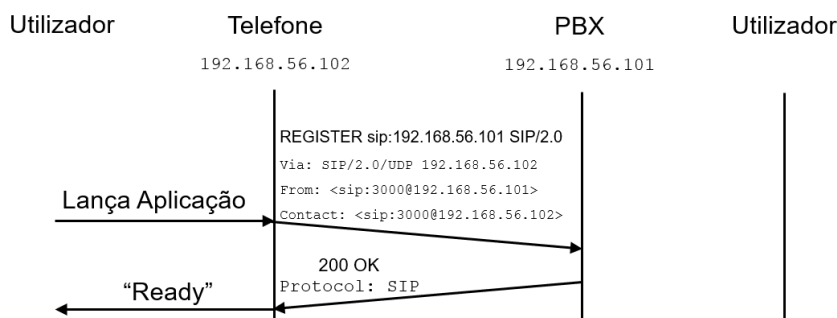 Utilizador
Telefone
PBX
Utilizador
192.168.56.102
192.168.56.101
REGISTER sip:192.168.56.101 SIP/2.0
Via: SIP/2.0/UDP 192.168.56.102
From: <sip:3000@192.168.56.101>
Lança Aplicação
Contact: <sip:3000@192.168.56.102>
200 OK
“Ready”
Protocol: SIP